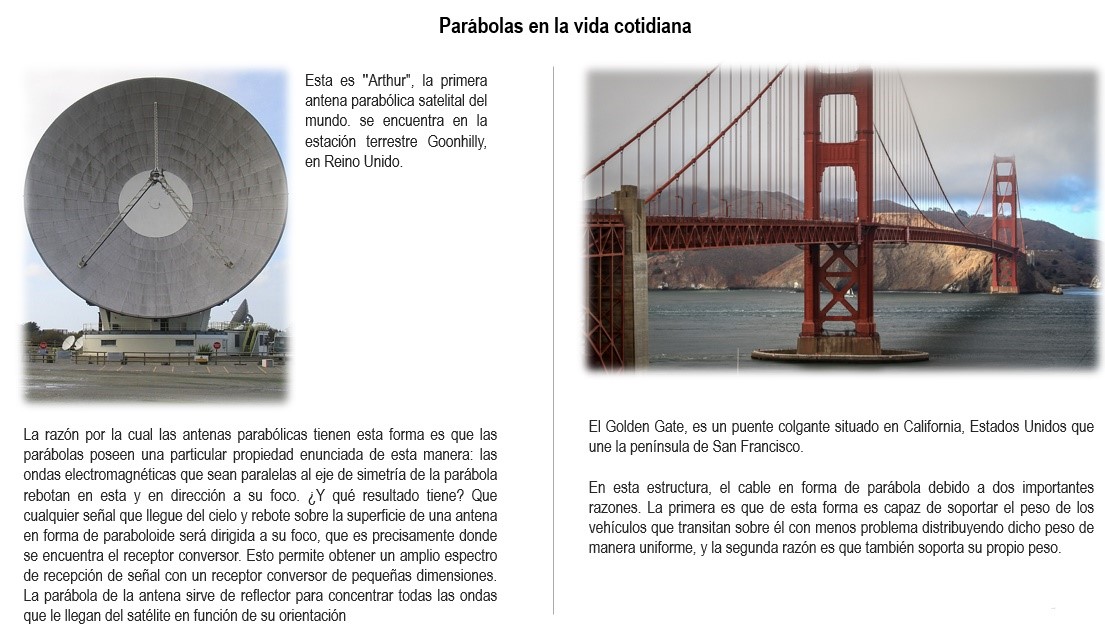 Parábolas en la vida cotidiana
Esta es "Arthur", la primera
antena parabólica satelital del
mundo. se encuentra en la
estación terrestre Goonhilly,
en Reino Unido.
La razón por la cual las antenas parabólicas tienen esta forma es que las
parábolas poseen una particular propiedad enunciada de esta manera: las
ondas electromagnéticas que sean paralelas al eje de simetría de la parábola
rebotan en esta y en dirección a su foco. ¿Y qué resultado tiene? Que
cualquier señal que llegue del cielo y rebote sobre la superficie de una antena
en forma de paraboloide será dirigida a su foco, que es precisamente donde
se encuentra el receptor conversor. Esto permite obtener un amplio espectro
de recepción de señal con un receptor conversor de pequeñas dimensiones.
La parábola de la antena sirve de reflector para concentrar todas las ondas
que le llegan del satélite en función de su orientación
El Golden Gate, es un puente colgante situado en California, Estados Unidos que
une la península de San Francisco.
En esta estructura, el cable en forma de parábola debido a dos importantes
razones. La primera es que de esta forma es capaz de soportar el peso de los
vehículos que transitan sobre él con menos problema distribuyendo dicho peso de
manera uniforme, y la segunda razón es que también soporta su propio peso.